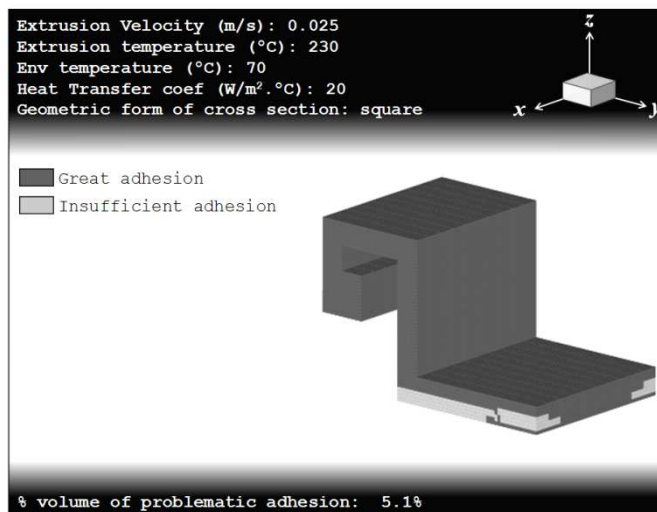 Extrusion Velocity (m/s): 0.025
Extrusion temperature (°C): 230
Env temperature (°C): 70
Heat Transfer coef (W/m².°C): 20
Geometric form of cross section: square
z
x
y
Great adhesion
Insufficient adhesion
% volume of problematic adhesion: 5.1%